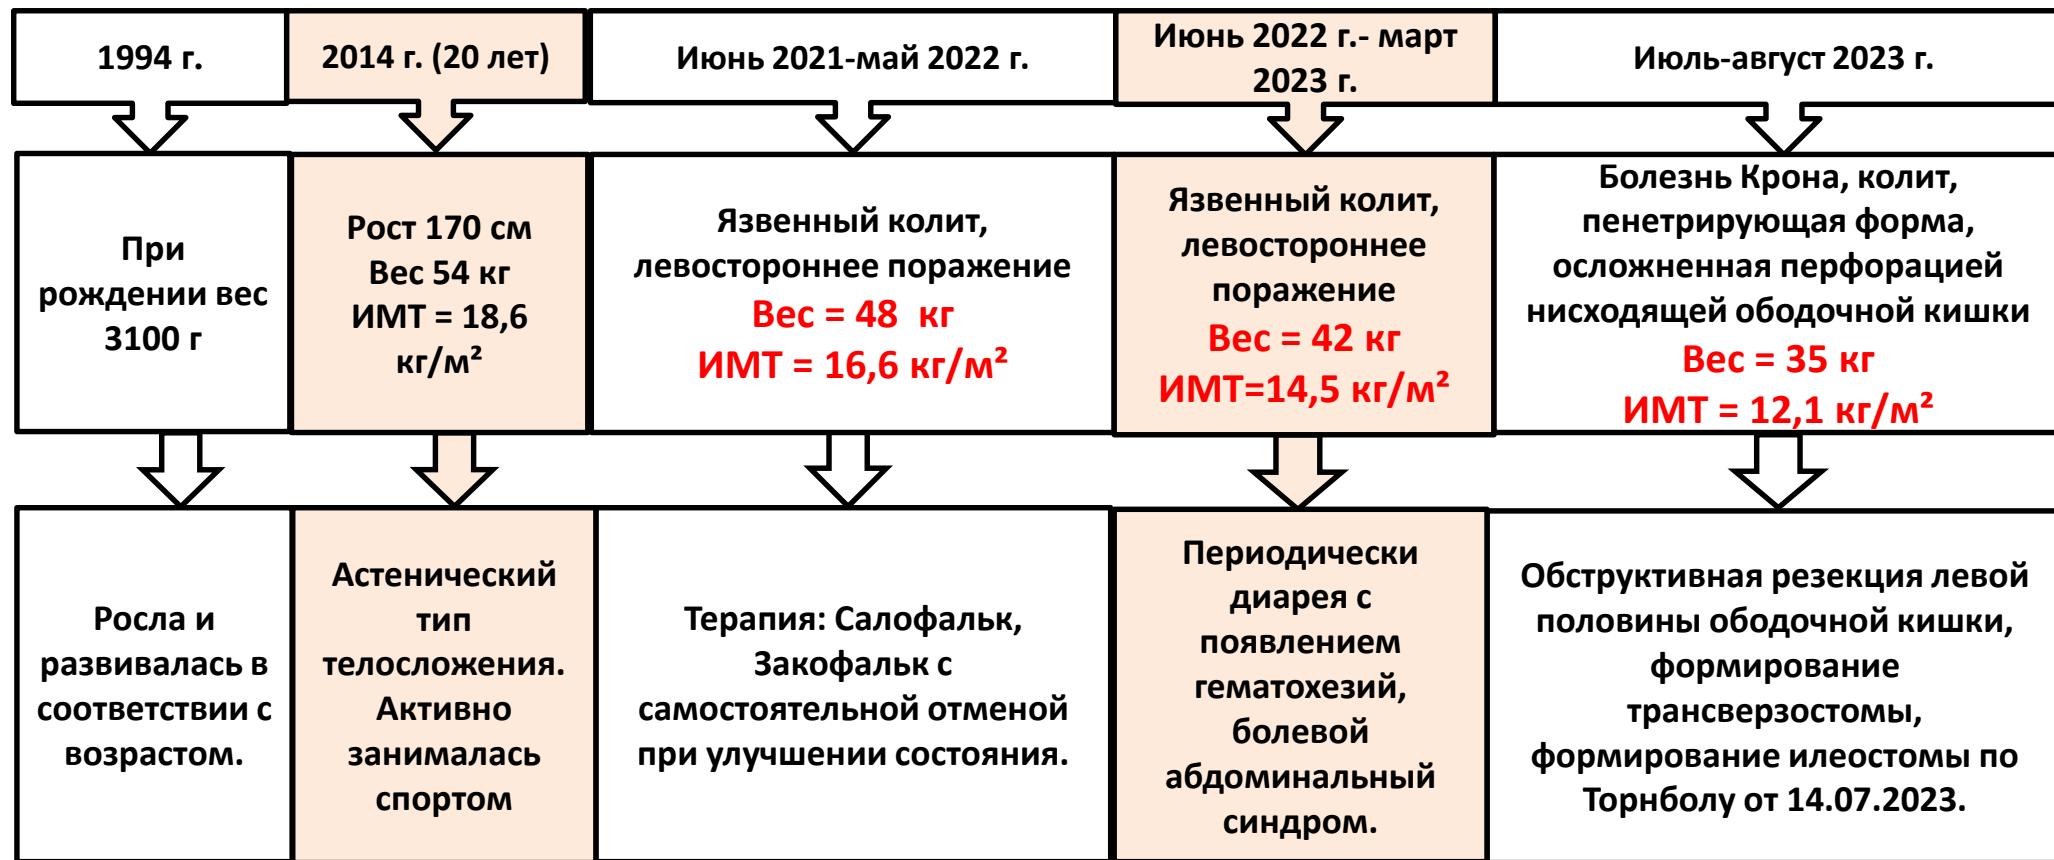 1994 г.
2014 г. (20 лет)
Июнь 2021-май 2022 г.
Июнь 2022 г.- март
2023 г.
Июль-август 2023 г.
При
рождении вес
3100 г
Рост 170 см
Вес 54 кг
ИМТ = 18,6
кг/м²
Язвенный колит,
левостороннее поражение
Вес = 48 кг
ИМТ = 16,6 кг/м²
Язвенный колит,
левостороннее
поражение
Вес = 42 кг
ИМТ=14,5 кг/м²
Болезнь Крона, колит,
пенетрирующая форма,
осложненная перфорацией
нисходящей ободочной кишки
Вес = 35 кг
ИМТ = 12,1 кг/м²
Росла и
развивалась в
соответствии с
возрастом.
Астенический
тип
телосложения.
Активно
занималась
спортом
Терапия: Салофальк,
Закофальк с
самостоятельной отменой
при улучшении состояния.
Периодически
диарея с
появлением
гематохезий,
болевой
абдоминальный
синдром.
Обструктивная резекция левой
половины ободочной кишки,
формирование
трансверзостомы,
формирование илеостомы по
Торнболу от 14.07.2023.